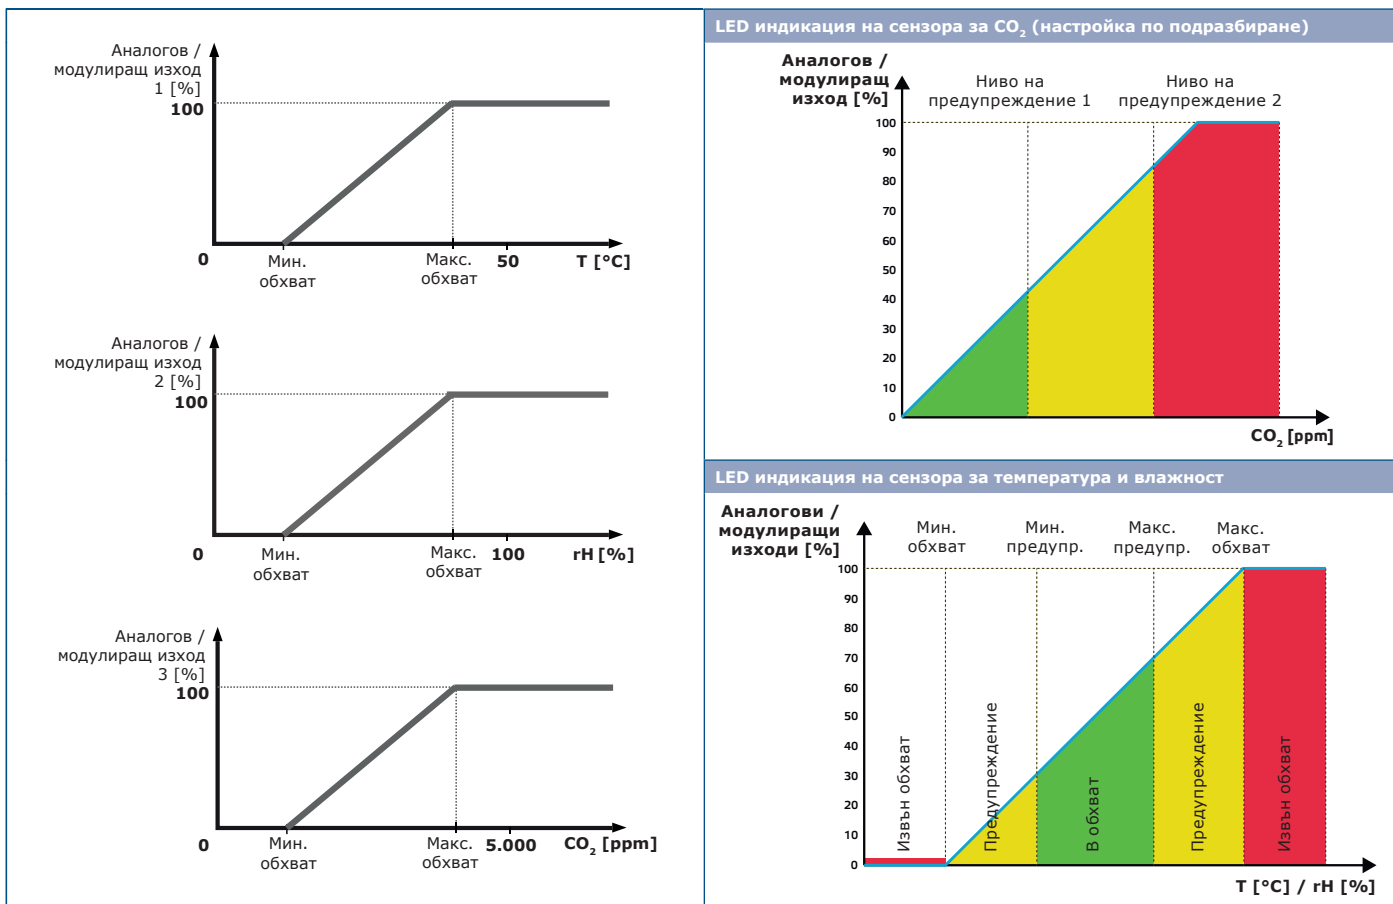 Аналогов /
модулиращ изход
1 [%]
100
0
Мин.
обхват
Макс.
обхват
50
T [°C]
Аналогов /
модулиращ изход
2 [%]
100
0
Мин.
обхват
Макс.
обхват
100
rH [%]
Аналогов /
модулиращ изход
3 [%]
100
0
Мин.
обхват
Макс.
обхват
5.000
CO2 [ppm]
LED индикация на сензора за CO2 (настройка по подразбиране)
Аналогов /
модулиращ
изход [%]
Ниво на
предупреждение 1
Ниво на
предупреждение 2
100
90
80
70
60
50
40
30
20
10
0
CO2 [ppm]
LED индикация на сензора за температура и влажност
Аналогови /
модулиращи
изходи [%]
Мин.
обхват
Мин.
предупр.
Макс.
предупр.
Макс.
обхват
100
90
80
70
60
50
40
30
20
10
0
Извън обхват
Предупреждение
В обхват
Предупреждение
Извън обхват
T [°C] / rH [%]